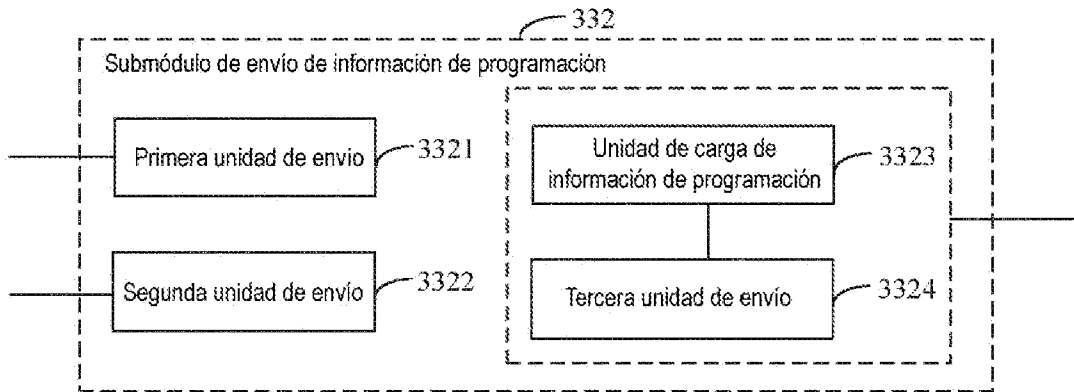 332
Submódulo de envío de información de programación
Primera unidad de envío
3321
Unidad de carga de
información de programación
3323
Segunda unidad de envío
3322
Tercera unidad de envío
3324